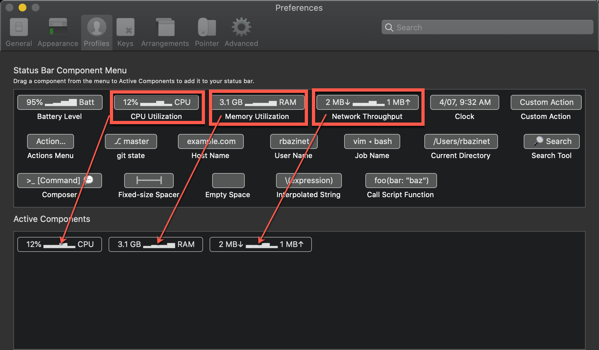 Preferences
General Appearance Profiles Keys Arrangements Pointer Advanced
Search
Status Bar Component Menu
Drag a component from the menu to Active Components to add it to your status bar.
95% Batt 12% CPU 3.1 GB RAM 2 MB↓ 1 MB↑ 4/07, 9:32 AM Custom Action
Battery Level CPU Utilization Memory Utilization Network Throughput Clock Custom Action
Action... master example.com rbazinet vim - bash /Users/rbazinet Search
Actions Menu git state Host Name User Name Job Name Current Directory Search Tool
>_ [Command] \(expression) foo(bar: "baz")
Composer Fixed-size Spacer Empty Space Interpolated String Call Script Function
Active Components
12% CPU 3.1 GB RAM 2 MB↓ 1 MB↑